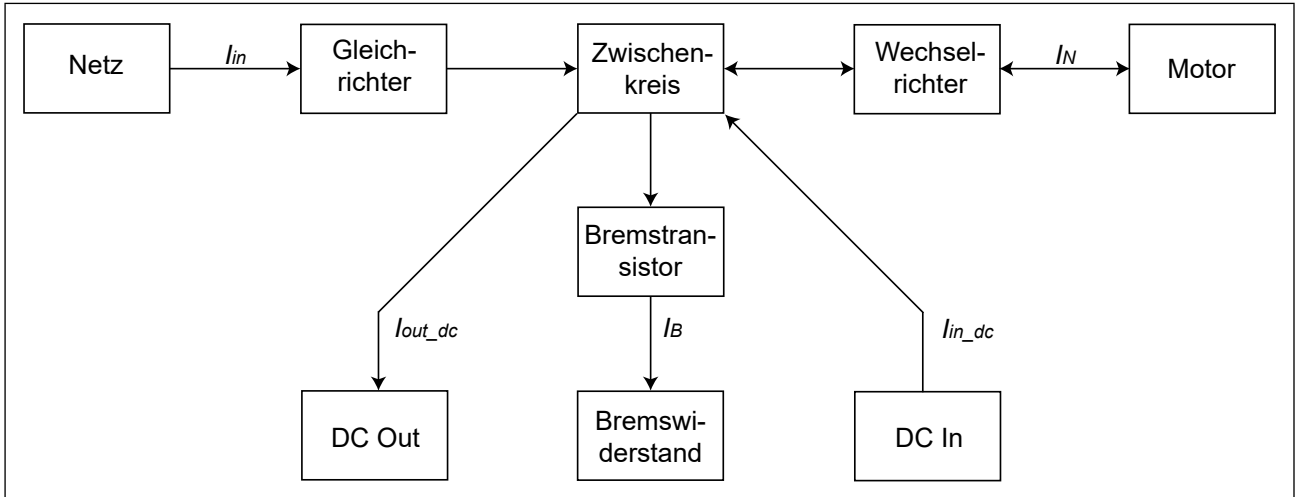 Netz
I_in
Gleich-
richter
Zwischen-
kreis
Wechsel-
richter
I_N
Motor
Bremstran-
sistor
I_out_dc
I_B
I_in_dc
DC Out
Bremswi-
derstand
DC In